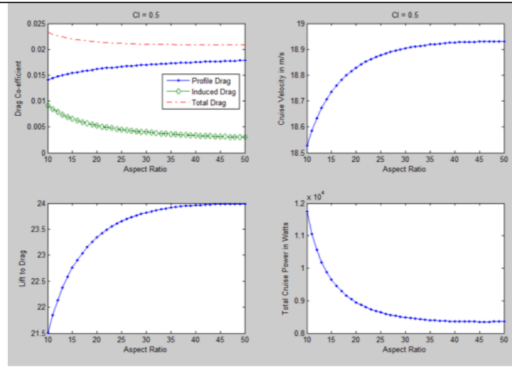 Cl = 0.5
0.025
0.02
0.015
0.01
0.005
0
Drag Co-efficient
Profile Drag
Induced Drag
Total Drag
10 15 20 25 30 35 40 45 50
Aspect Ratio
Cl = 0.5
19
18.9
18.8
18.7
18.6
18.5
Cruise Velocity in m/s
10 15 20 25 30 35 40 45 50
Aspect Ratio
24
23.5
23
22.5
22
21.5
Lift to Drag
10 15 20 25 30 35 40 45 50
Aspect Ratio
x 10⁴
1.2
1.1
1
0.9
0.8
Total Cruise Power in Watts
10 15 20 25 30 35 40 45 50
Aspect Ratio